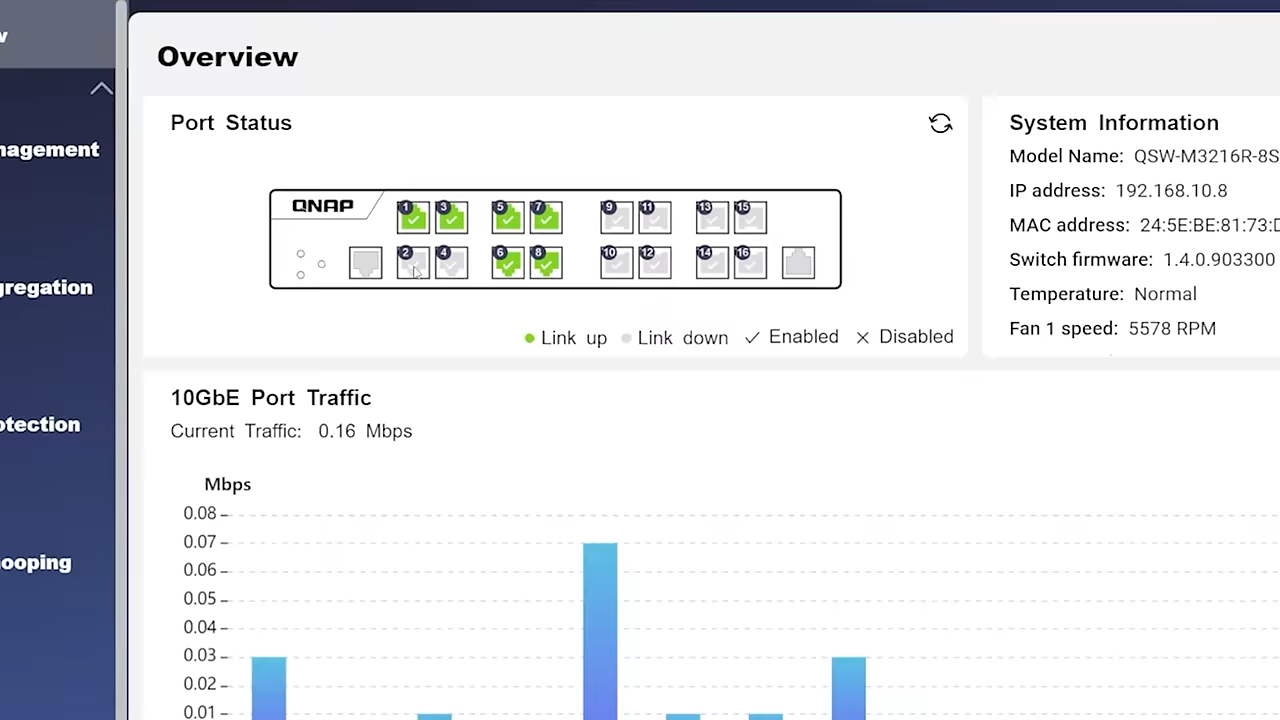 Overview
Port Status
QNAP
1 3 5 7 9 11 13 15
2 4 6 8 10 12 14 16
Link up Link down Enabled Disabled
System Information
Model Name: QSW-M3216R-8S
IP address: 192.168.10.8
MAC address: 24:5E:BE:81:73:
Switch firmware: 1.4.0.903300
Temperature: Normal
Fan 1 speed: 5578 RPM
10GbE Port Traffic
Current Traffic: 0.16 Mbps
Mbps
0.08
0.07
0.06
0.05
0.04
0.03
0.02
0.01
nagement
gregation
otection
ooping